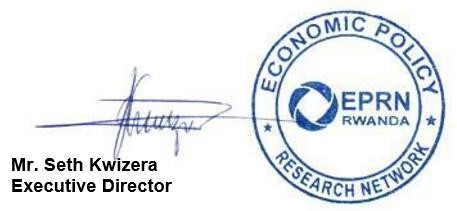 ECONOMIC POLICY
EPRN
RWANDA
RESEARCH NETWORK
Mr. Seth Kwizera
Executive Director